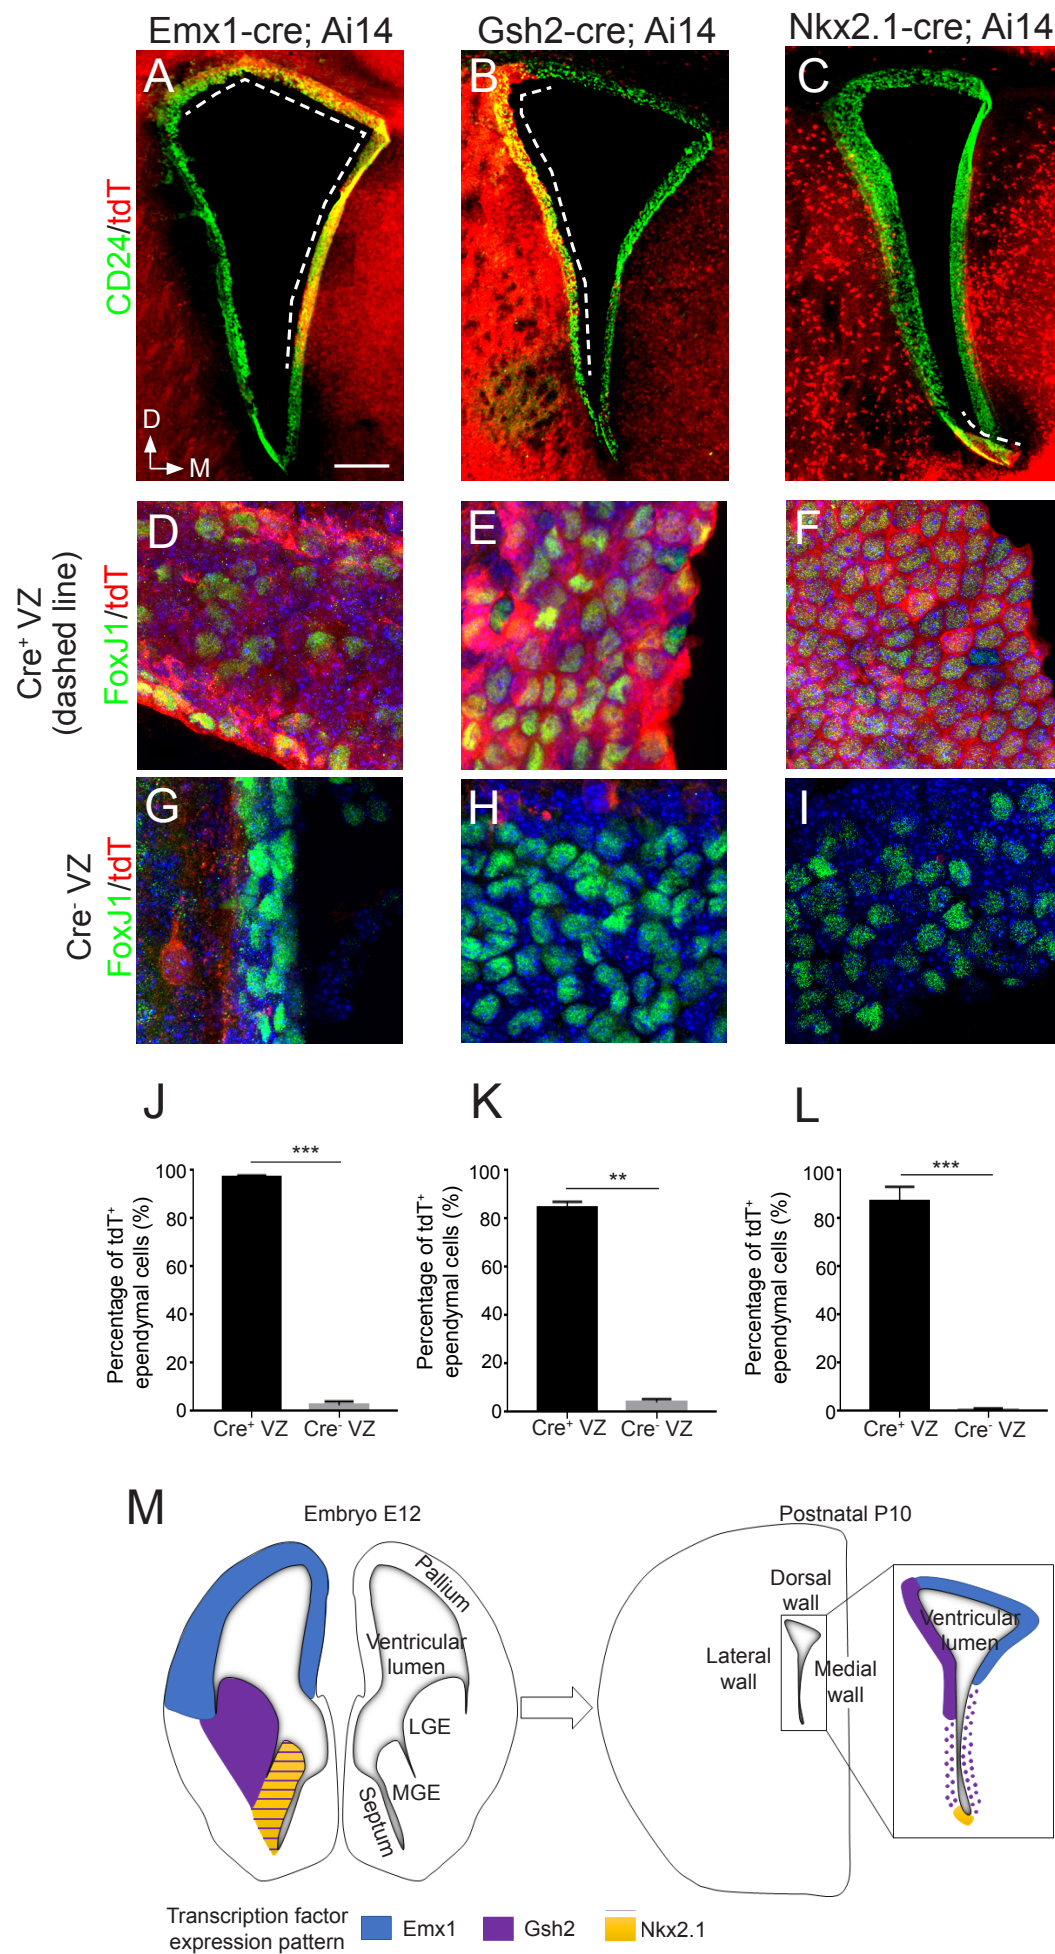 Emx1-cre; Ai14
Gsh2-cre; Ai14
Nkx2.1-cre; Ai14
CD24/tdT
A
D
M
B
C
Cre⁺ VZ
(dashed line)
FoxJ1/tdT
D
E
F
Cre⁻ VZ
FoxJ1/tdT
G
H
I
J
Percentage of tdT⁺
ependymal cells (%)
100
80
60
40
20
0
***
Cre⁺ VZ
Cre⁻ VZ
K
Percentage of tdT⁺
ependymal cells (%)
100
80
60
40
20
0
**
Cre⁺ VZ
Cre⁻ VZ
L
Percentage of tdT⁺
ependymal cells (%)
100
80
60
40
20
0
***
Cre⁺ VZ
Cre⁻ VZ
M
Embryo E12
Pallium
Ventricular
lumen
LGE
MGE
Septum
Postnatal P10
Dorsal
wall
Lateral
wall
Medial
wall
Ventricular
lumen
Transcription factor
expression pattern
Emx1
Gsh2
Nkx2.1